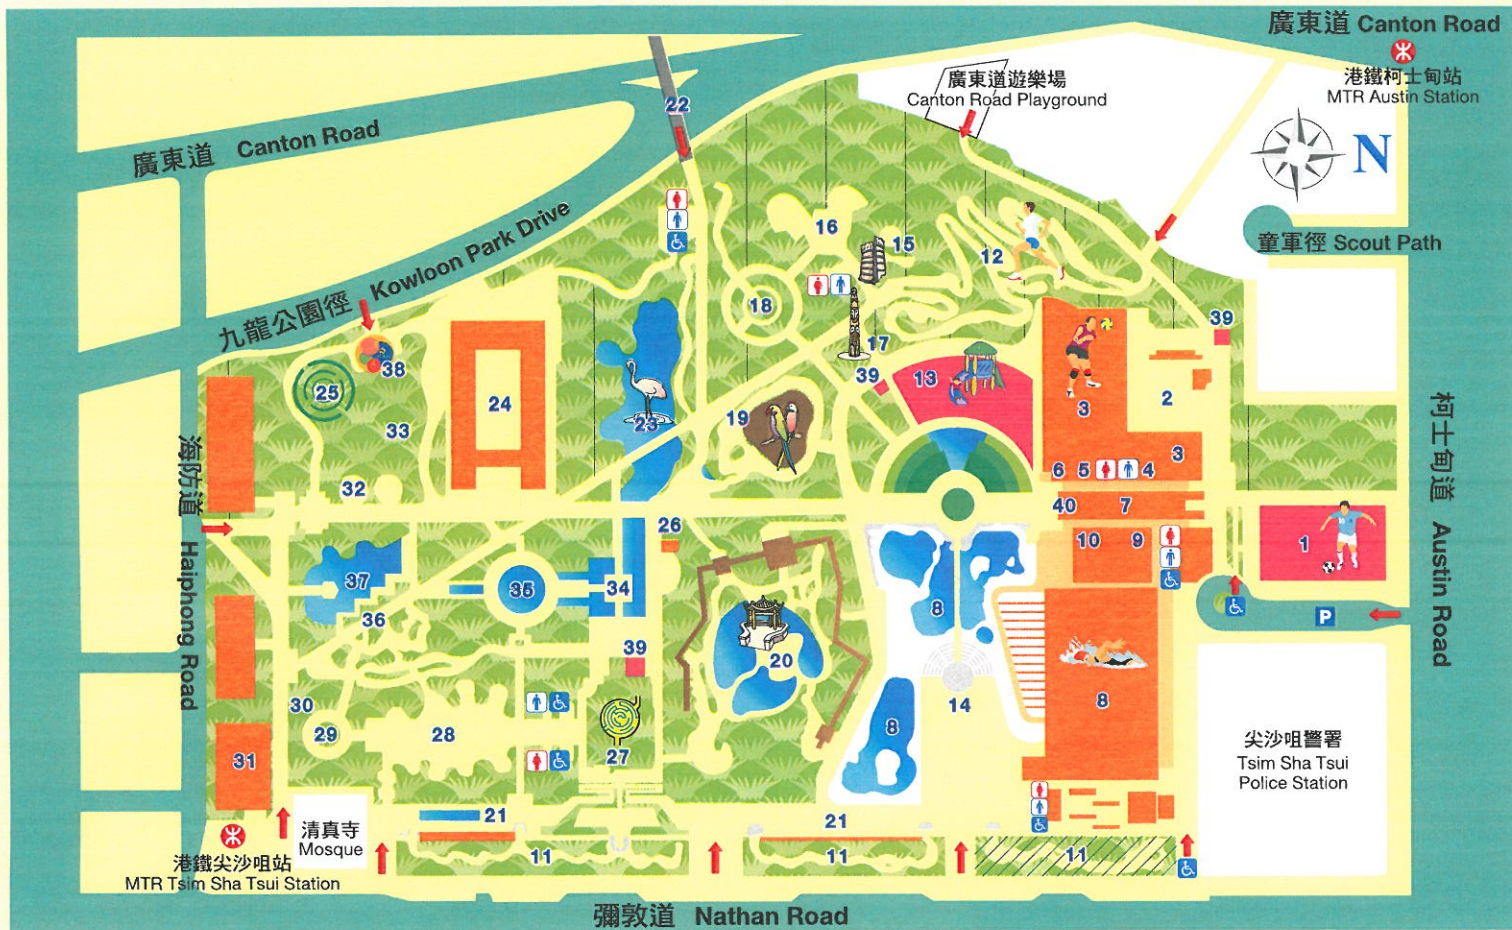 廣東道 Canton Road
港鐵柯士甸站
MTR Austin Station
廣東道遊樂場
Canton Road Playground
廣東道 Canton Road
22
N
童軍徑 Scout Path
九龍公園徑 Kowloon Park Drive
16
15
12
18
17
39
39
38
25
33
24
23
19
13
3
2
3
6
5
4
32
海防道 Haiphong Road
柯士甸道 Austin Road
26
40
7
10
9
1
37
35
34
8
36
P
39
20
30
29
28
27
14
8
8
31
尖沙咀警署
Tsim Sha Tsui
Police Station
21
21
清真寺
Mosque
港鐵尖沙咀站
MTR Tsim Sha Tsui Station
11
11
11
彌敦道 Nathan Road